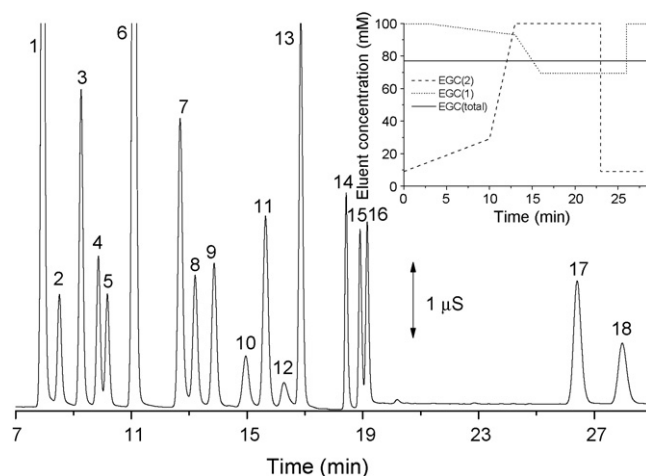 1
2
3
4
5
6
7
8
9
10
11
12
13
14
15
16
17
18
1 μS
7 11 15 19 23 27
Time (min)
Eluent concentration (mM)
100
80
60
40
20
0
EGC(2)
EGC(1)
EGC(total)
0 5 10 15 20 25
Time (min)